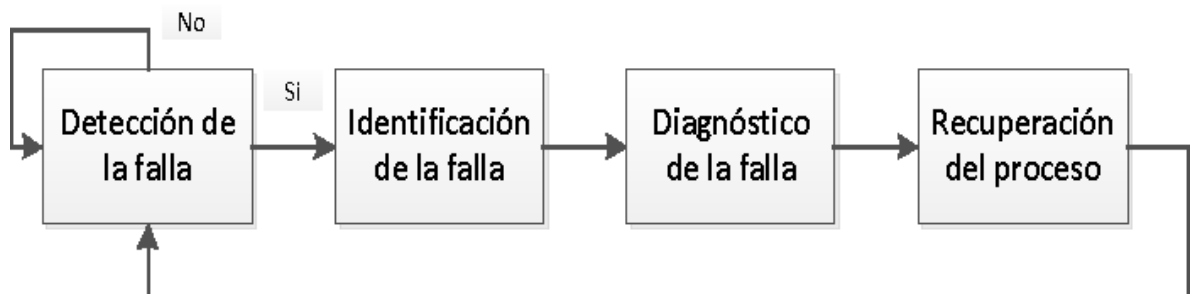 No
Detección de
la falla
Si
Identificación
de la falla
Diagnóstico
de la falla
Recuperación
del proceso